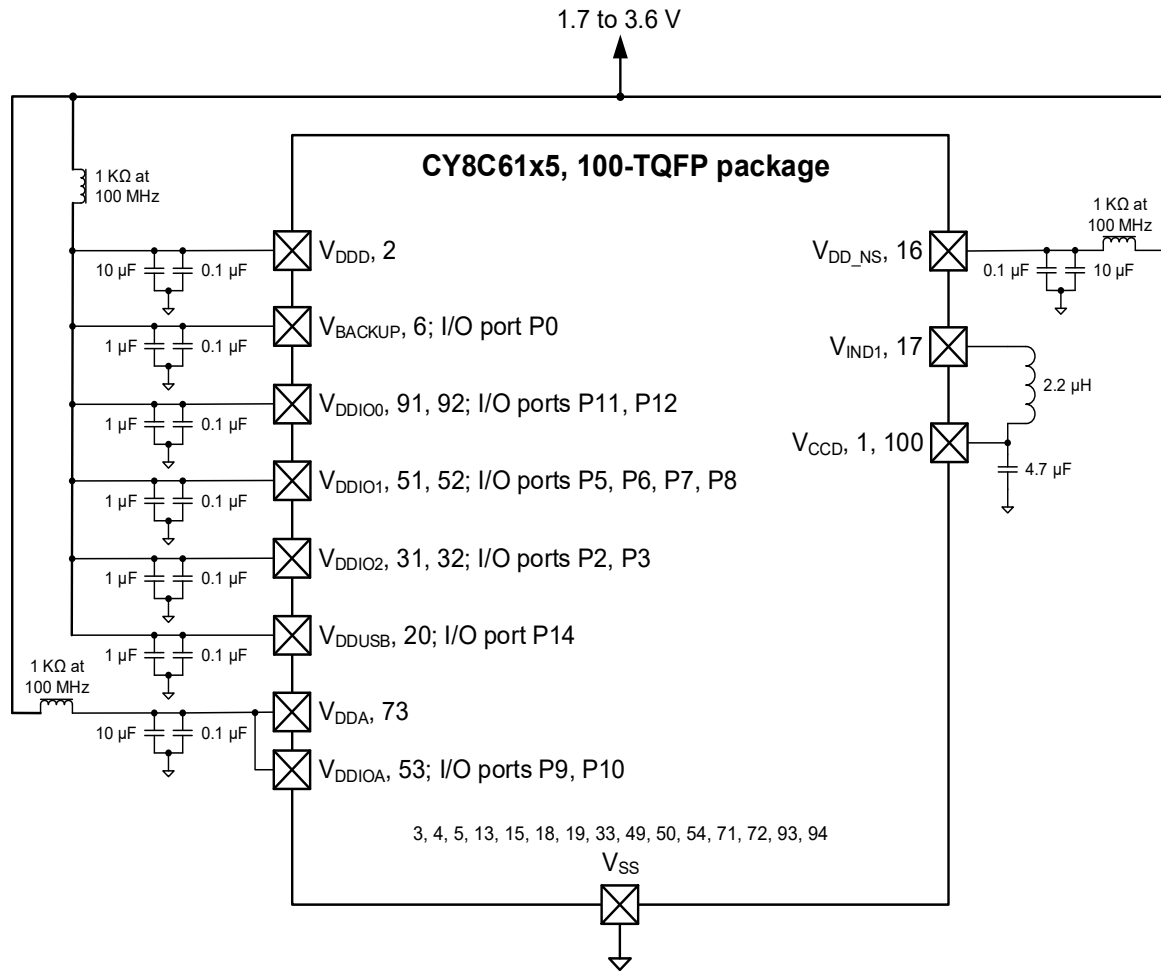 1.7 to 3.6 V
CY8C61x5, 100-TQFP package
1 KΩ at
100 MHz
1 KΩ at
100 MHz
VDDD, 2
10 µF
0.1 µF
VDD_NS, 16
0.1 µF
10 µF
VBACKUP, 6; I/O port P0
1 µF
0.1 µF
VIND1, 17
2.2 µH
VDDIO0, 91, 92; I/O ports P11, P12
1 µF
0.1 µF
VCCD, 1, 100
4.7 µF
VDDIO1, 51, 52; I/O ports P5, P6, P7, P8
1 µF
0.1 µF
VDDIO2, 31, 32; I/O ports P2, P3
1 µF
0.1 µF
VDDUSB, 20; I/O port P14
1 µF
0.1 µF
1 KΩ at
100 MHz
VDDA, 73
10 µF
0.1 µF
VDDIOA, 53; I/O ports P9, P10
3, 4, 5, 13, 15, 18, 19, 33, 49, 50, 54, 71, 72, 93, 94
VSS